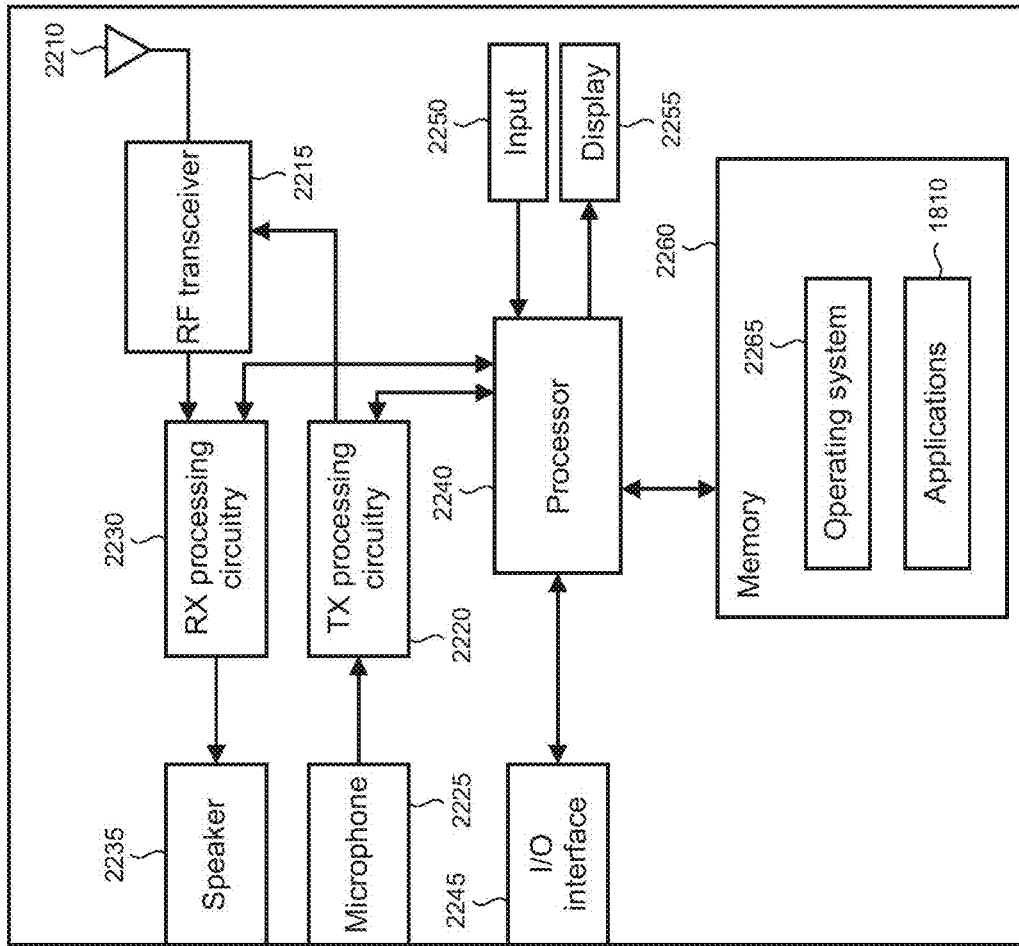 2210
RF transceiver
2215
2230
RX processing
circuitry
TX processing
circuitry
2220
2235
Speaker
Microphone
2225
2240
Processor
2250
Input
Display
2255
2245
I/O
interface
2260
Memory
2265
Operating system
Applications
1810